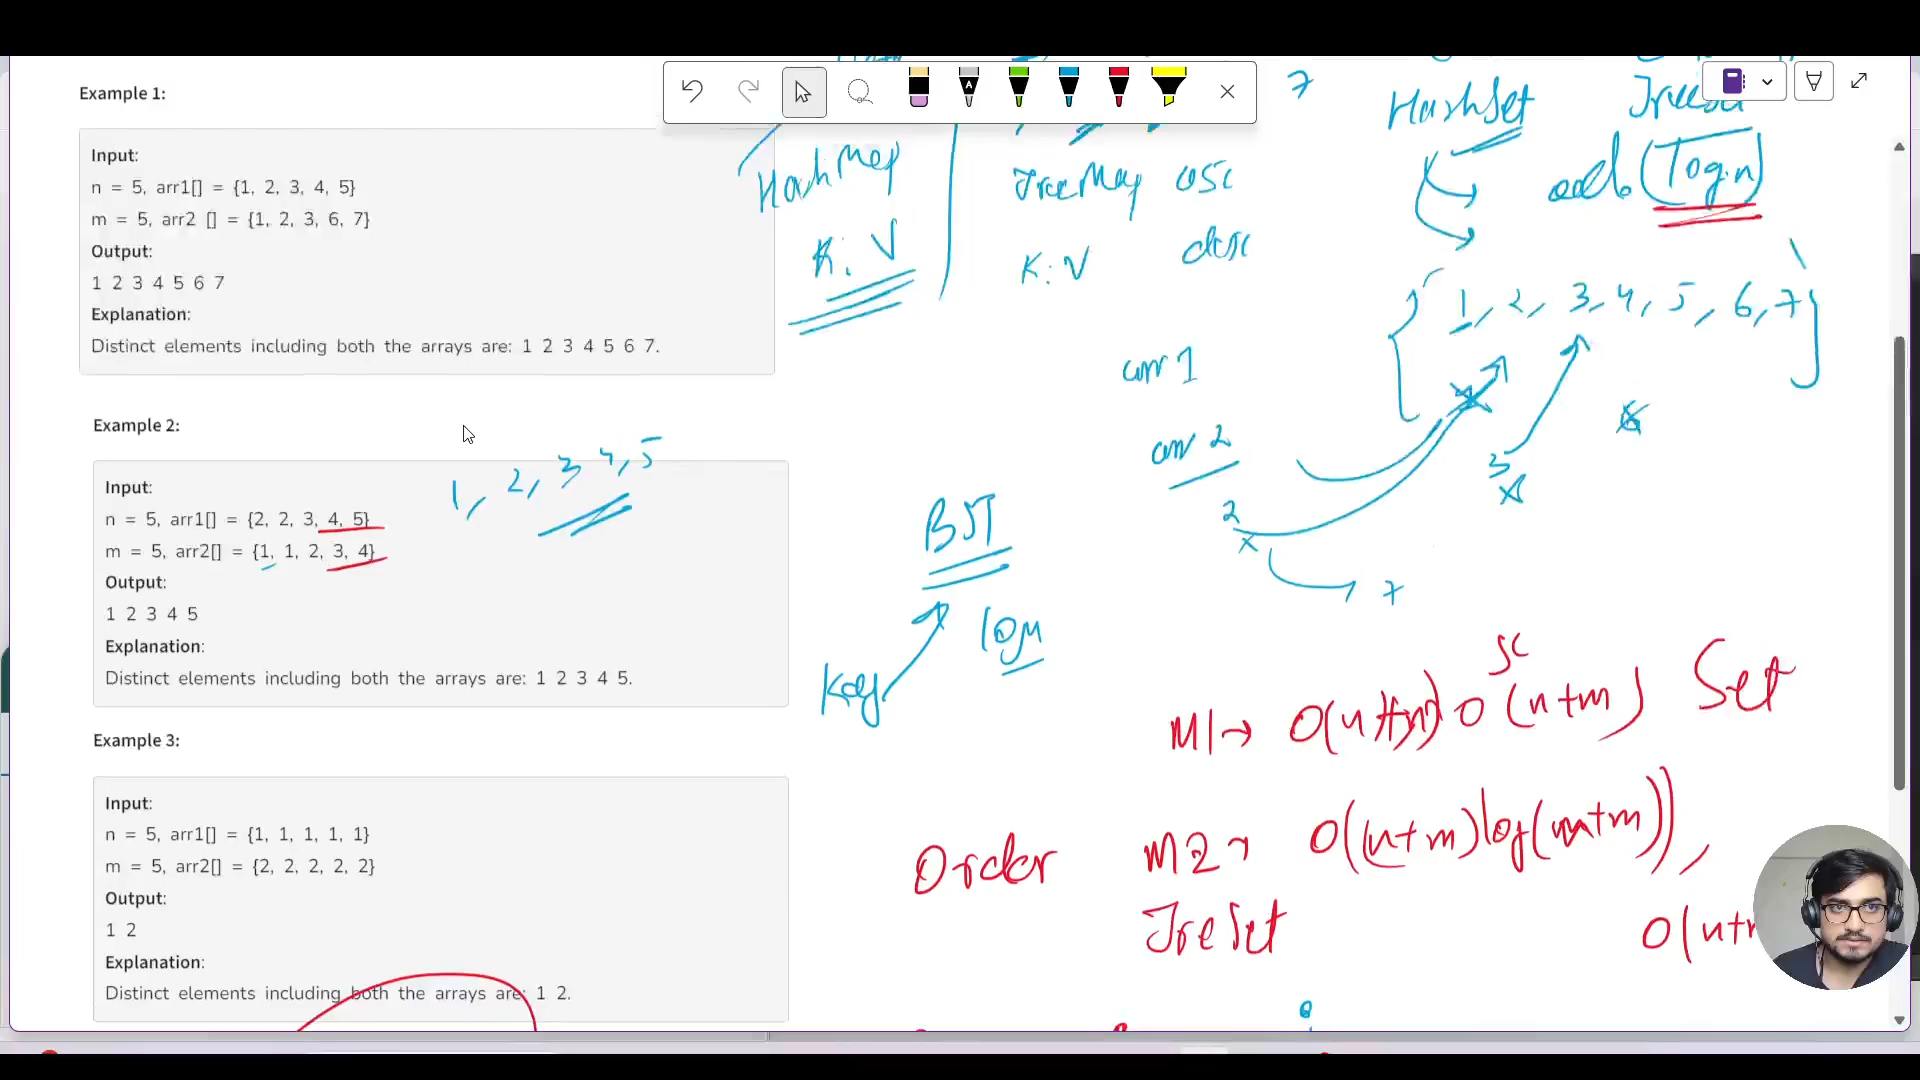 Example 1:
Input:
n = 5, arr1[] = {1, 2, 3, 4, 5}
m = 5, arr2 [] = {1, 2, 3, 6, 7}
Output:
1 2 3 4 5 6 7
Explanation:
Distinct elements including both the arrays are: 1 2 3 4 5 6 7.
Example 2:
1, 2, 3 4, 5
Input:
n = 5, arr1[] = {2, 2, 3, 4, 5}
m = 5, arr2[] = {1, 1, 2, 3, 4}
Output:
1 2 3 4 5
Explanation:
Distinct elements including both the arrays are: 1 2 3 4 5.
Example 3:
Input:
n = 5, arr1[] = {1, 1, 1, 1, 1}
m = 5, arr2[] = {2, 2, 2, 2, 2}
Output:
1 2
Explanation:
Distinct elements including both the arrays are: 1 2.
HashMap
K: V
TreeMap
K: V
7
HashSet
TreeSet
{1, 2, 3, 4, 5, 6, 7}
arr 1
arr 2
3
2
7
BST
Key
M1→
O(n+m)
Set
Order
M2→
O((n+m)log(n+m)),
TreeSet